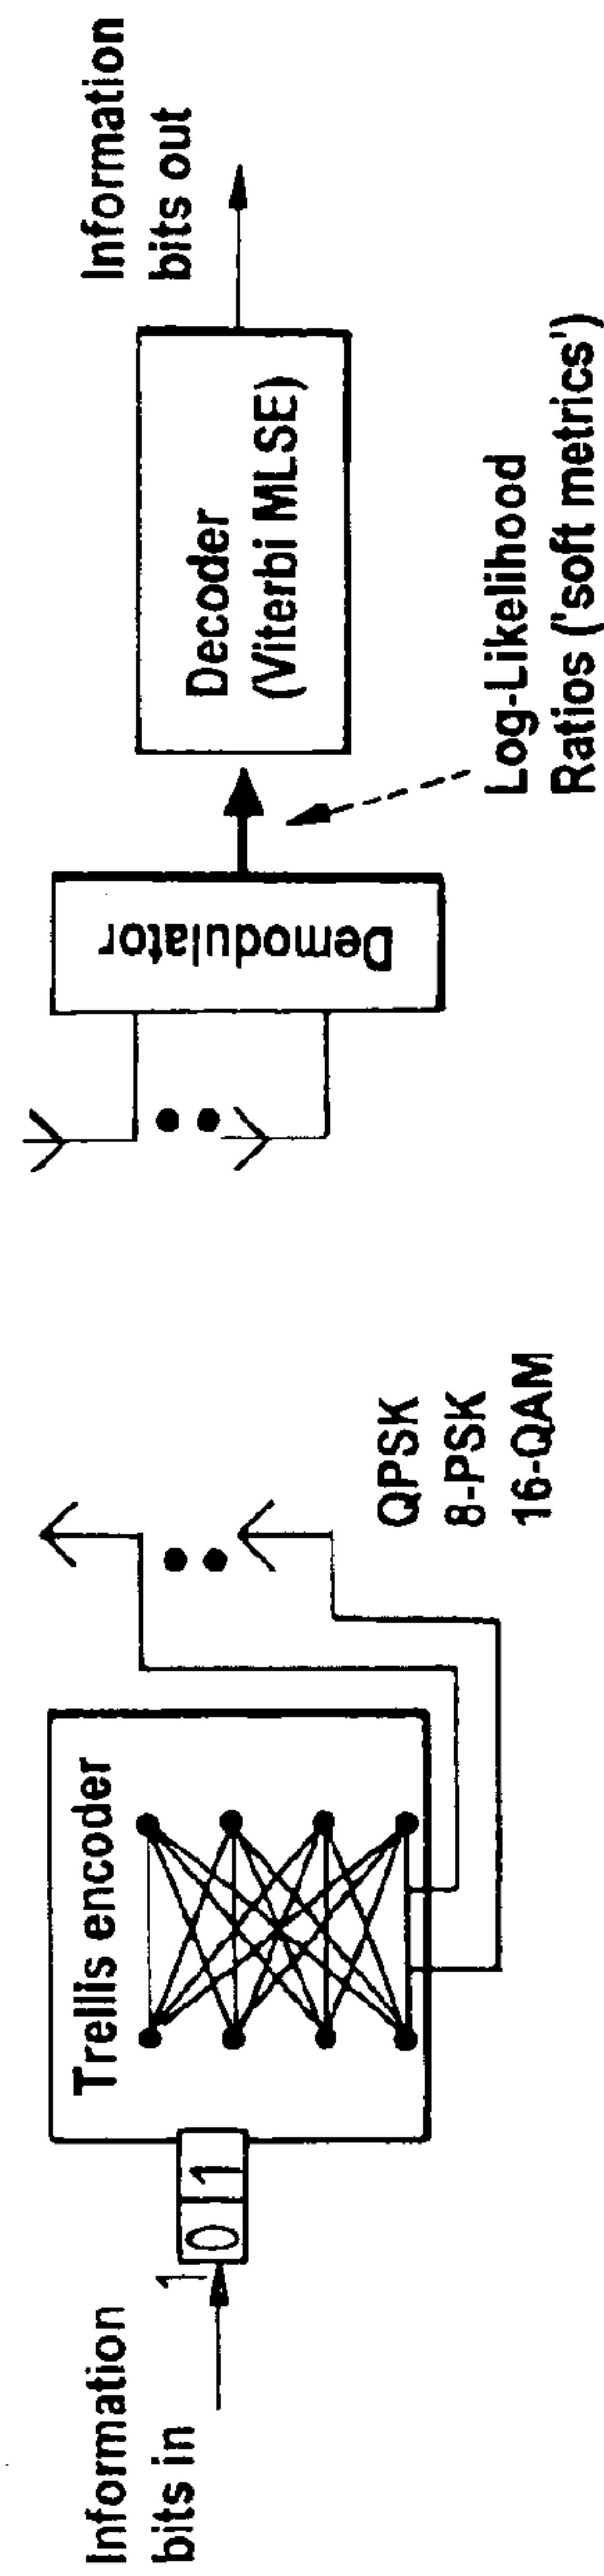 Information
bits in
1
0 1
Trellis encoder
QPSK
8-PSK
16-QAM
Demodulator
Log-Likelihood
Ratios ('soft metrics')
Decoder
(Viterbi MLSE)
Information
bits out